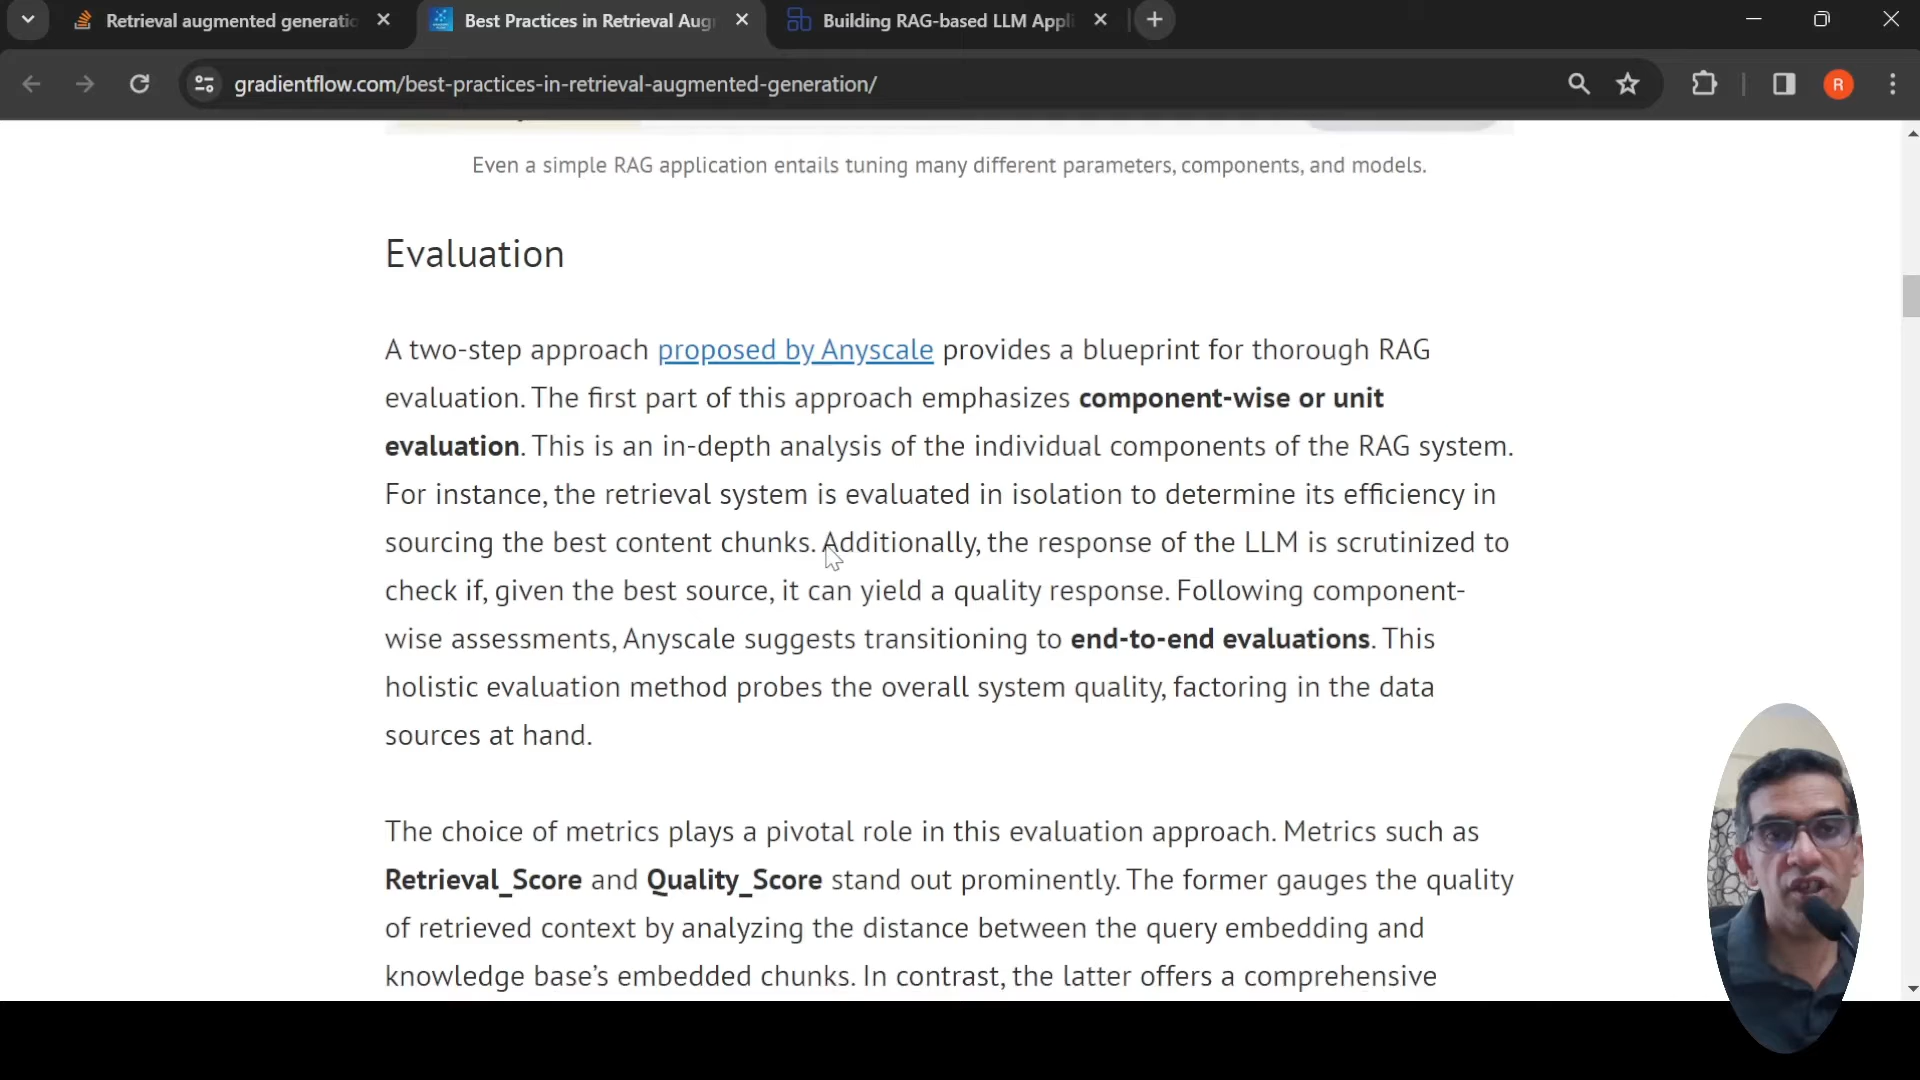 Retrieval augmented generatio
Best Practices in Retrieval Aug
Building RAG-based LLM Appli
gradientflow.com/best-practices-in-retrieval-augmented-generation/
R
Even a simple RAG application entails tuning many different parameters, components, and models.
Evaluation
A two-step approach proposed by Anyscale provides a blueprint for thorough RAG
evaluation. The first part of this approach emphasizes component-wise or unit
evaluation. This is an in-depth analysis of the individual components of the RAG system.
For instance, the retrieval system is evaluated in isolation to determine its efficiency in
sourcing the best content chunks. Additionally, the response of the LLM is scrutinized to
check if, given the best source, it can yield a quality response. Following component-
wise assessments, Anyscale suggests transitioning to end-to-end evaluations. This
holistic evaluation method probes the overall system quality, factoring in the data
sources at hand.
The choice of metrics plays a pivotal role in this evaluation approach. Metrics such as
Retrieval_Score and Quality_Score stand out prominently. The former gauges the quality
of retrieved context by analyzing the distance between the query embedding and
knowledge base’s embedded chunks. In contrast, the latter offers a comprehensive